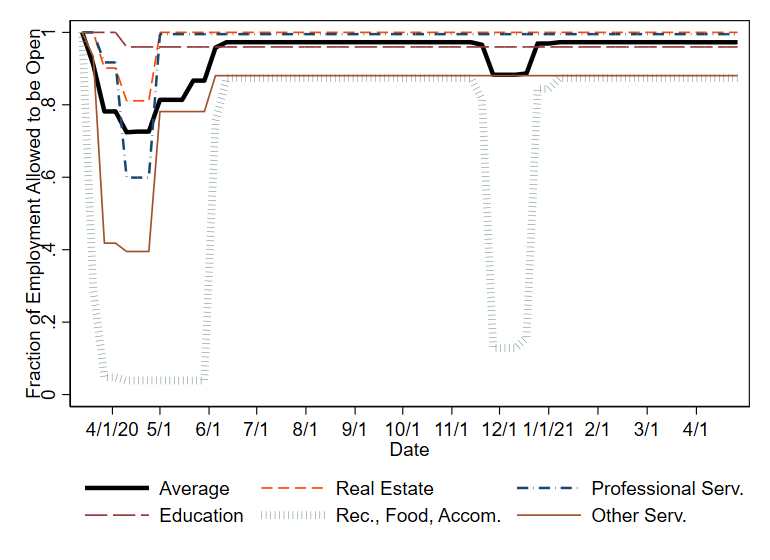 Fraction of Employment Allowed to be Open
1
.8
.6
.4
.2
0
4/1/20 5/1 6/1 7/1 8/1 9/1 10/1 11/1 12/1 1/1/21 2/1 3/1 4/1
Date
Average Real Estate Professional Serv.
Education Rec., Food, Accom. Other Serv.